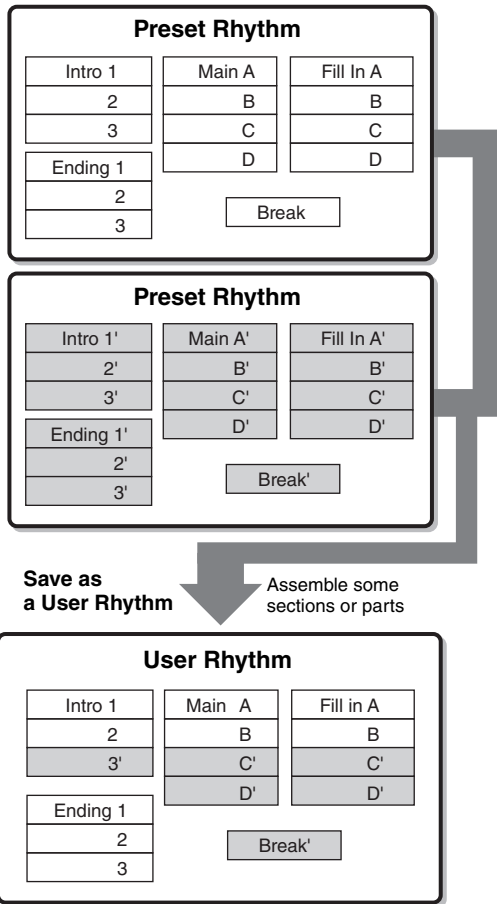 Preset Rhythm
Intro 1
2
3
Ending 1
2
3
Main A
B
C
D
Fill In A
B
C
D
Break
Preset Rhythm
Intro 1'
2'
3'
Ending 1'
2'
3'
Main A'
B'
C'
D'
Fill In A'
B'
C'
D'
Break'
Save as
a User Rhythm
Assemble some
sections or parts
User Rhythm
Intro 1
2
3'
Ending 1
2
3
Main A
B
C'
D'
Fill in A
B
C'
D'
Break'